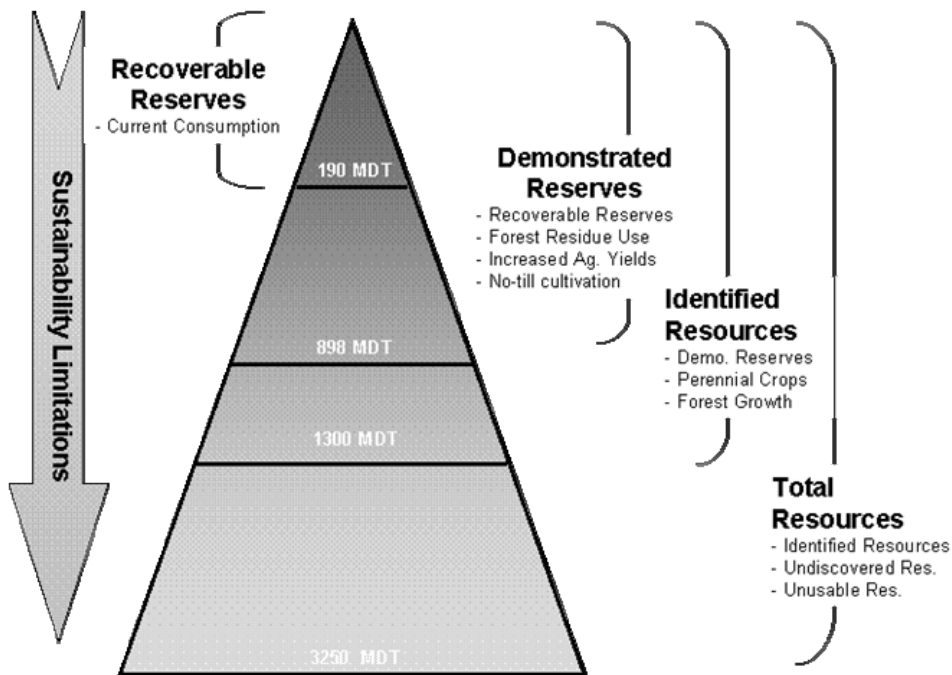 Recoverable
Reserves
- Current Consumption
Sustainability Limitations
190 MDT
898 MDT
1300 MDT
3250 MDT
Demonstrated
Reserves
- Recoverable Reserves
- Forest Residue Use
- Increased Ag. Yields
- No-till cultivation
Identified
Resources
- Demo. Reserves
- Perennial Crops
- Forest Growth
Total
Resources
- Identified Resources
- Undiscovered Res.
- Unusable Res.